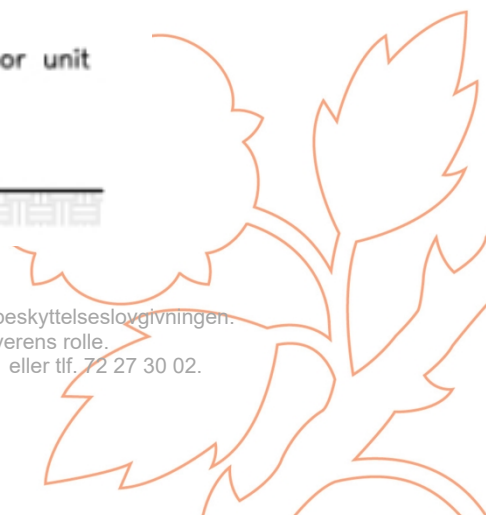 or unit
beskyttelseslovgivningen.
verens rolle.
eller tlf. 72 27 30 02.